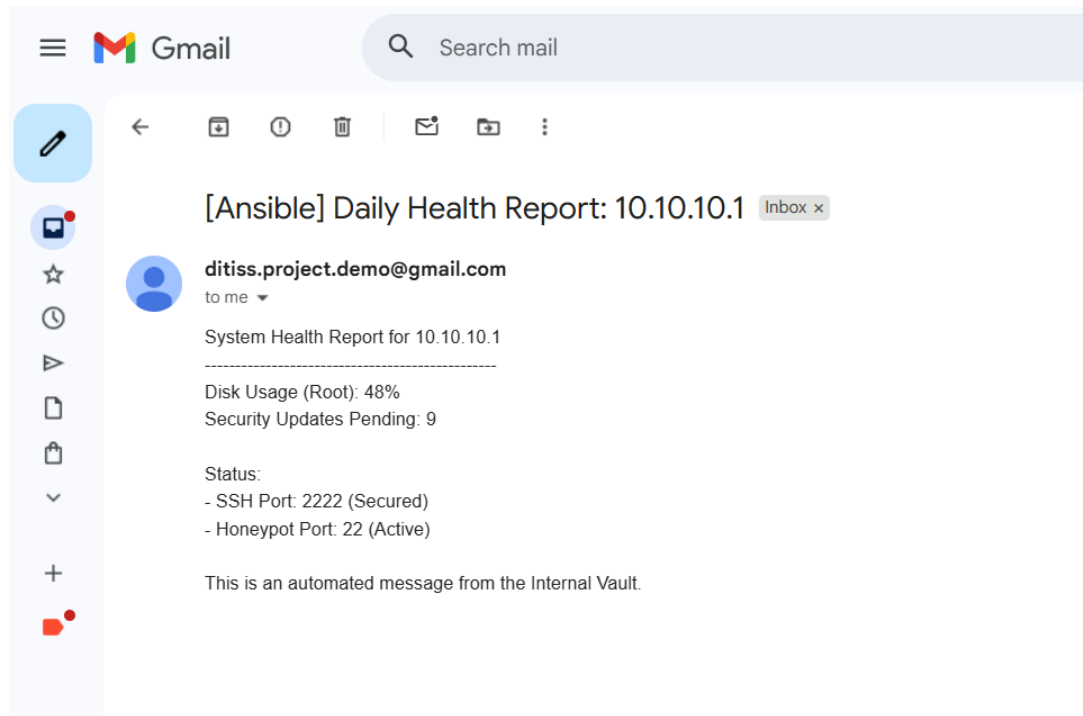 Gmail
Search mail
[Ansible] Daily Health Report: 10.10.10.1 Inbox ×
ditiss.project.demo@gmail.com
to me
System Health Report for 10.10.10.1
------------------------------------------------
Disk Usage (Root): 48%
Security Updates Pending: 9
Status:
- SSH Port: 2222 (Secured)
- Honeypot Port: 22 (Active)
This is an automated message from the Internal Vault.